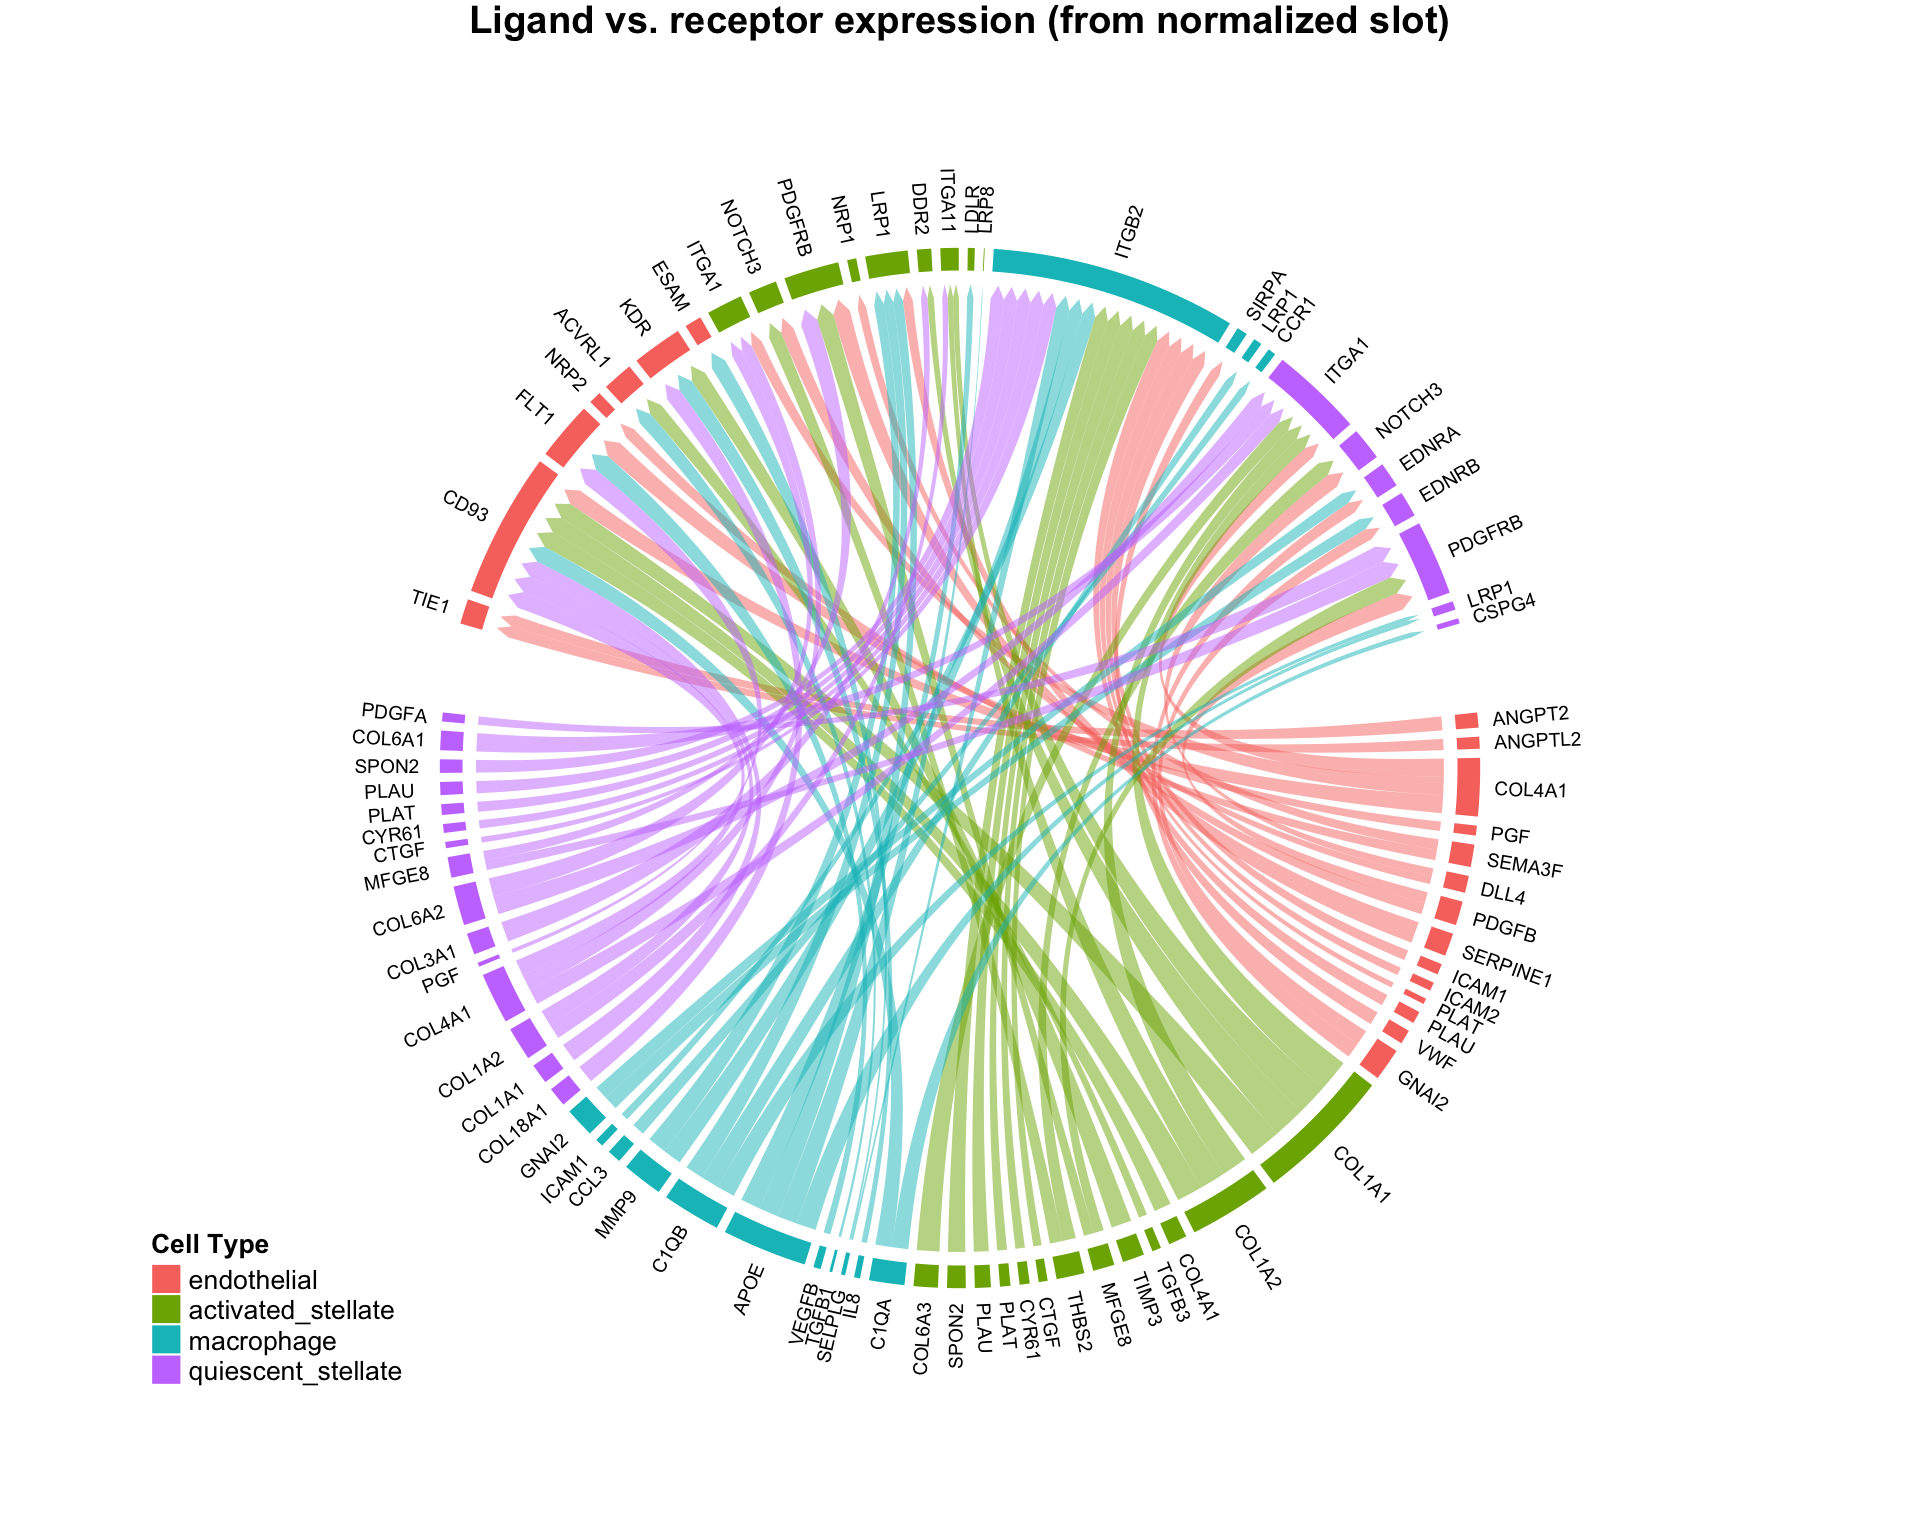 Ligand vs. receptor expression (from normalized slot)
TIE1
CD93
FLT1
NRP2
ACVRL1
KDR
ESAM
ITGA1
NOTCH3
PDGFRB
NRP1
LRP1
DDR2
ITGA11
LDLR
LRP8
ITGB2
SIRPA
LRP1
CCR1
ITGA1
NOTCH3
EDNRA
EDNRB
PDGFRB
LRP1
CSPG4
ANGPT2
ANGPTL2
COL4A1
PGF
SEMA3F
DLL4
PDGFB
SERPINE1
ICAM1
ICAM2
PLAT
PLAU
VWF
GNAI2
COL1A1
COL1A2
COL4A1
TGFB3
TIMP3
MFGE8
THBS2
CTGF
CYR61
PLAT
PLAU
SPON2
COL6A3
C1QA
IL8
SELPLG
TGFB1
VEGFB
APOE
C1QB
MMP9
CCL3
ICAM1
GNAI2
COL18A1
COL1A1
COL1A2
COL4A1
PGF
COL3A1
COL6A2
MFGE8
CTGF
CYR61
PLAT
PLAU
SPON2
COL6A1
PDGFA
Cell Type
endothelial
activated_stellate
macrophage
quiescent_stellate